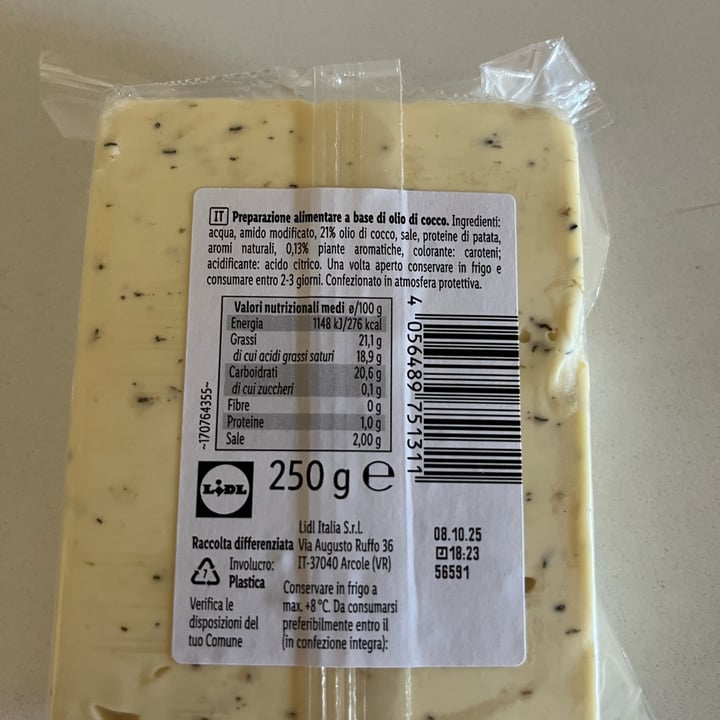 IT Preparazione alimentare a base di olio di cocco. Ingredienti:
acqua, amido modificato, 21% olio di cocco, sale, proteine di patata,
aromi naturali, 0,13% piante aromatiche, colorante: caroteni;
acidificante: acido citrico. Una volta aperto conservare in frigo e
consumare entro 2-3 giorni. Confezionato in atmosfera protettiva.
Valori nutrizionali medi ø/100 g
Energia 1148 kJ/276 kcal
Grassi 21,1 g
di cui acidi grassi saturi 18,9 g
Carboidrati 20,6 g
di cui zuccheri 0,1 g
Fibre 0 g
Proteine 1,0 g
Sale 2,00 g
~170764355~
4 056489 751311
LIDL
250 g e
Lidl Italia S.r.l.
Via Augusto Ruffo 36
IT-37040 Arcole (VR)
Raccolta differenziata
7
Involucro:
Plastica
Verifica le
disposizioni del
tuo Comune
Conservare in frigo a
max. +8 °C. Da consumarsi
preferibilmente entro il
(in confezione integra):
08.10.25
18:23
56591